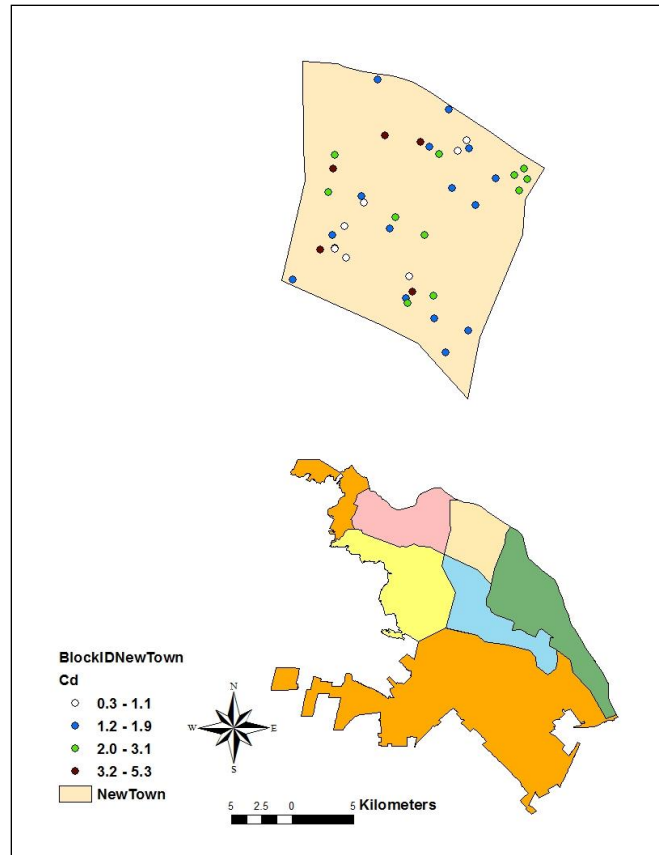 BlockIDNewTown
Cd
0.3 - 1.1
1.2 - 1.9
2.0 - 3.1
3.2 - 5.3
NewTown
N
W E
S
5 2.5 0 5 Kilometers